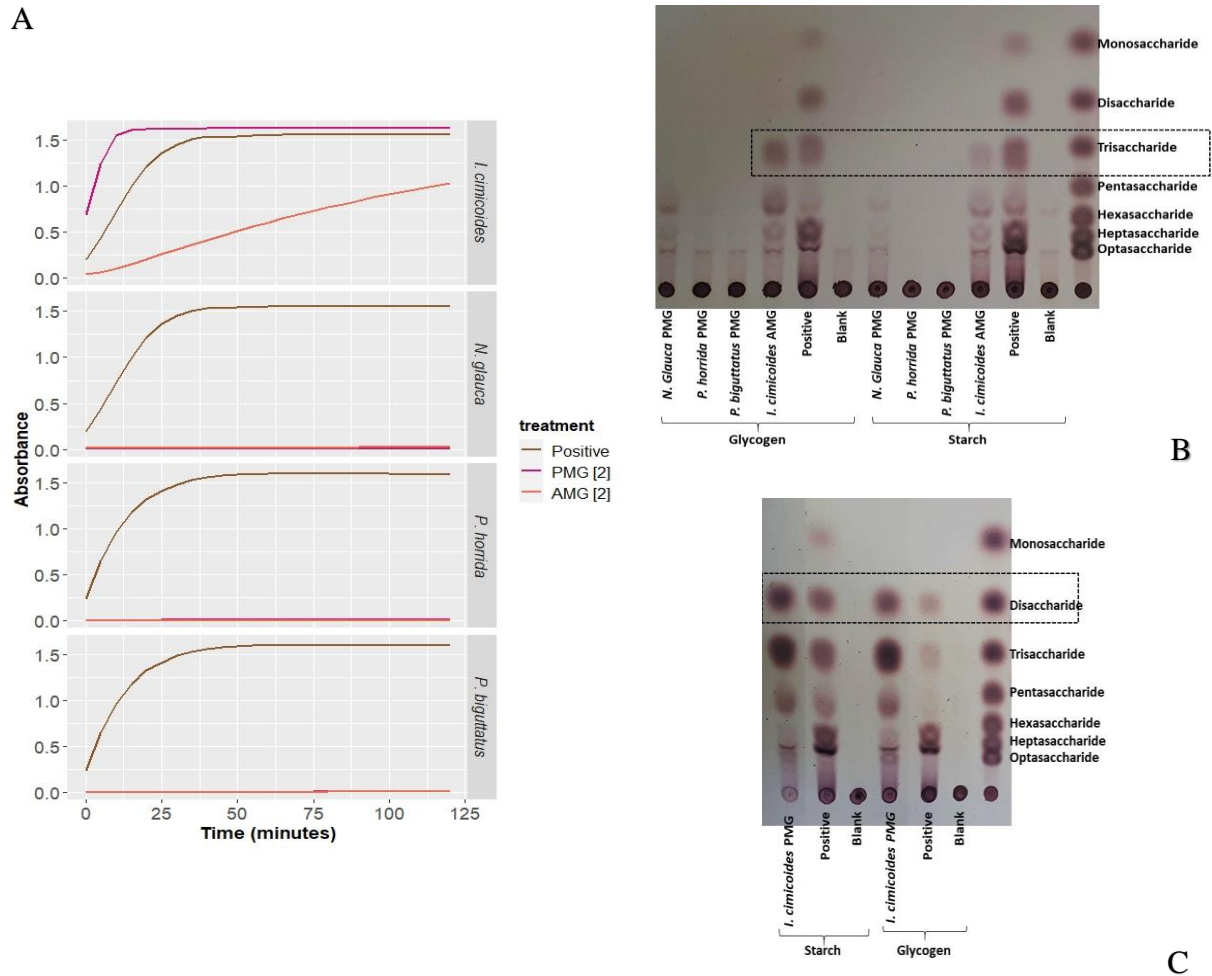 A
Absorbance
1.5
1.0
0.5
0.0
I. cimicoides
1.5
1.0
0.5
0.0
N. glauca
1.5
1.0
0.5
0.0
P. horrida
1.5
1.0
0.5
0.0
P. biguttatus
0
25
50
75
100
125
Time (minutes)
treatment
Positive
PMG [2]
AMG [2]
Monosaccharide
Disaccharide
Trisaccharide
Pentasaccharide
Hexasaccharide
Heptasaccharide
Optasaccharide
N. Glauca PMG
P. horrida PMG
P. biguttatus PMG
I. cimicoides AMG
Positive
Blank
N. Glauca PMG
P. horrida PMG
P. biguttatus PMG
I. cimicoides AMG
Positive
Blank
Glycogen
Starch
B
Monosaccharide
Disaccharide
Trisaccharide
Pentasaccharide
Hexasaccharide
Heptasaccharide
Optasaccharide
I. cimicoides PMG
Positive
Blank
I. cimicoides PMG
Positive
Blank
Starch
Glycogen
C